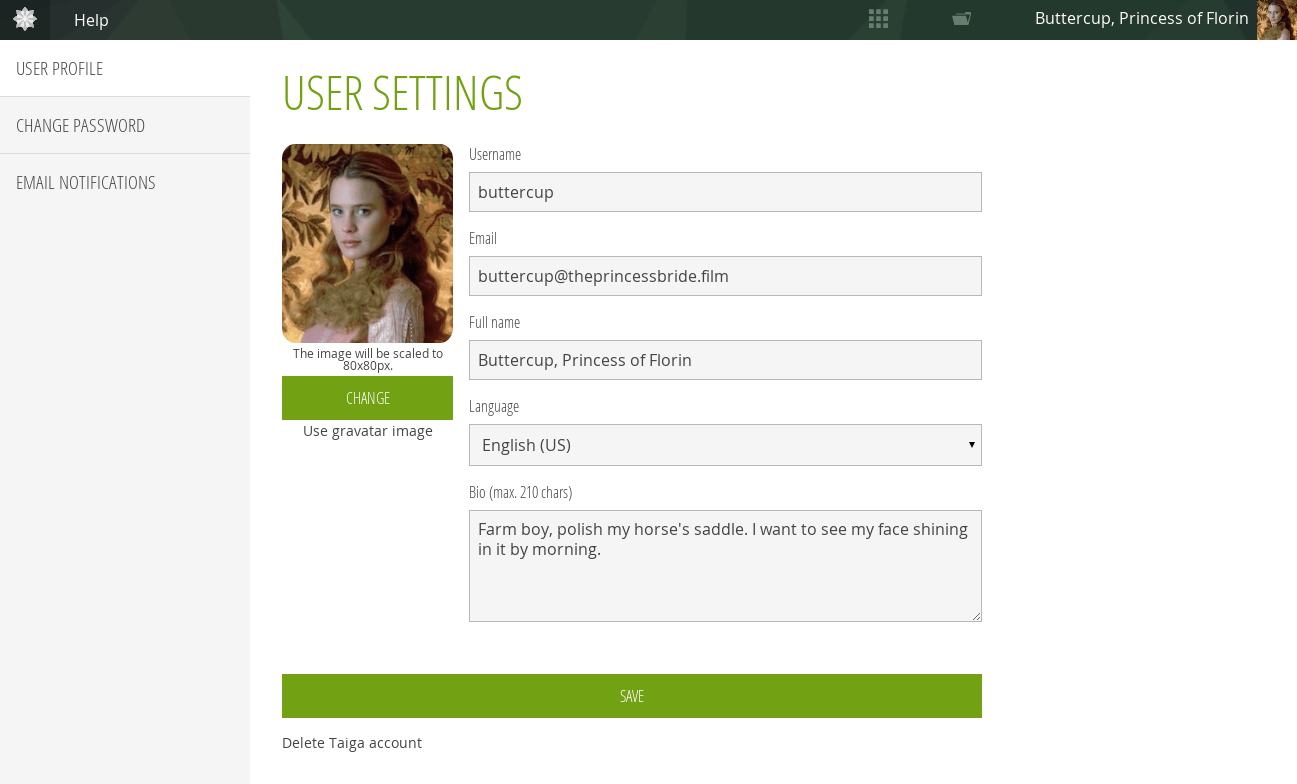 Help
Buttercup, Princess of Florin
USER PROFILE
CHANGE PASSWORD
EMAIL NOTIFICATIONS
USER SETTINGS
The image will be scaled to
80x80px.
CHANGE
Use gravatar image
Username
buttercup
Email
buttercup@theprincessbride.film
Full name
Buttercup, Princess of Florin
Language
English (US)
Bio (max. 210 chars)
Farm boy, polish my horse's saddle. I want to see my face shining
in it by morning.
SAVE
Delete Taiga account